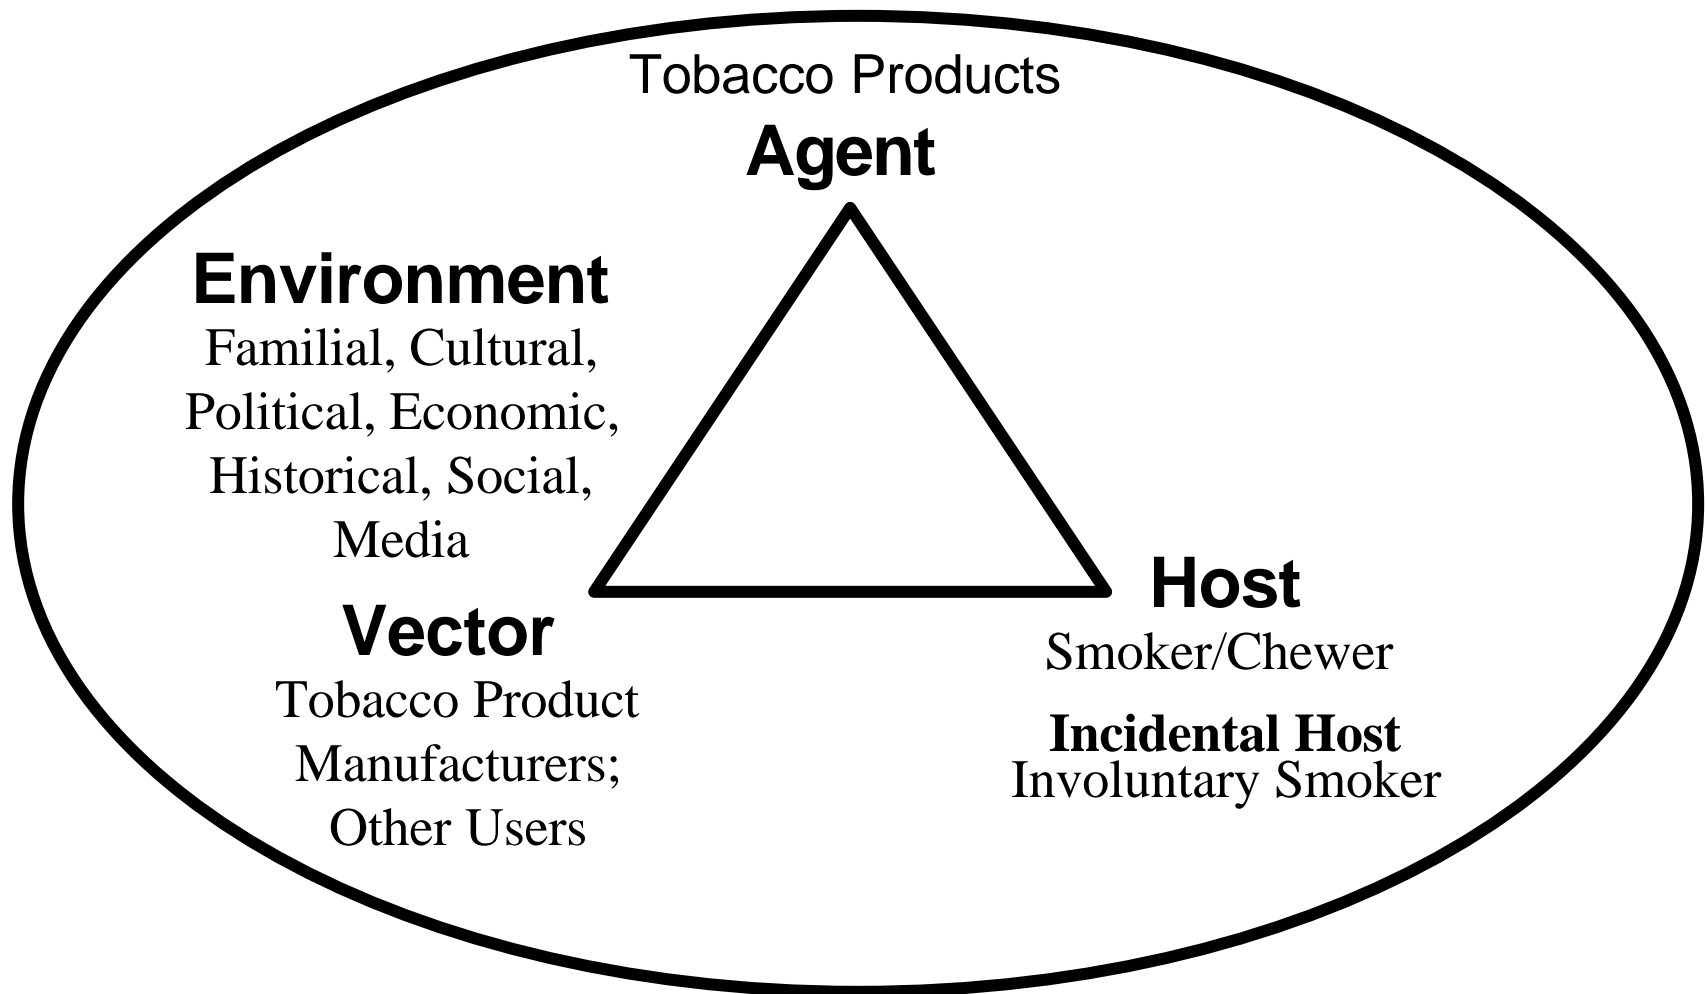 Tobacco Products
Agent
Environment
Familial, Cultural,
Political, Economic,
Historical, Social,
Media
Vector
Tobacco Product
Manufacturers;
Other Users
Host
Smoker/Chewer
Incidental Host
Involuntary Smoker